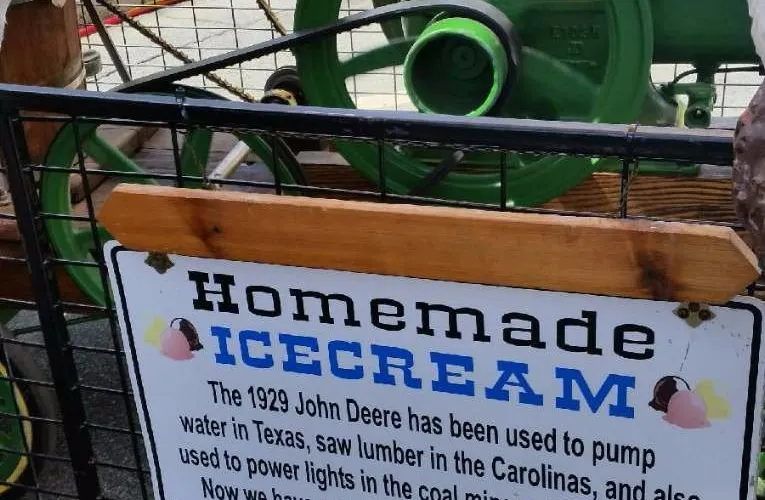 Homemade
ICECREAM
The 1929 John Deere has been used to pump
water in Texas, saw lumber in the Carolinas, and also
used to power lights in the coal
Now we